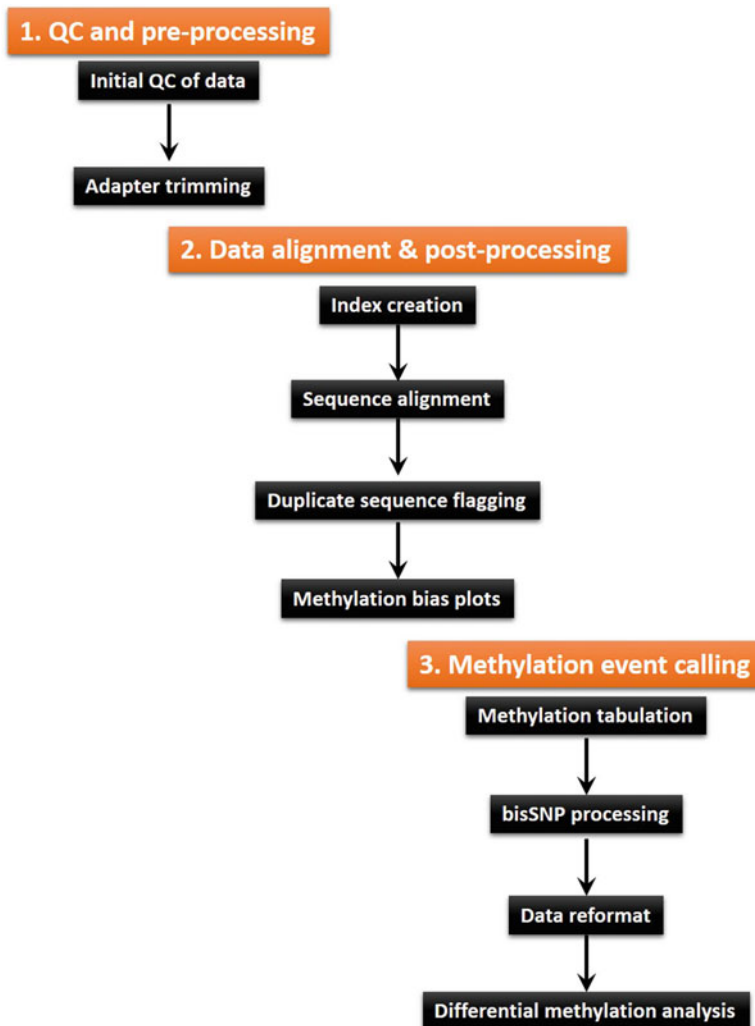 1. QC and pre-processing
Initial QC of data
Adapter trimming
2. Data alignment & post-processing
Index creation
Sequence alignment
Duplicate sequence flagging
Methylation bias plots
3. Methylation event calling
Methylation tabulation
bisSNP processing
Data reformat
Differential methylation analysis